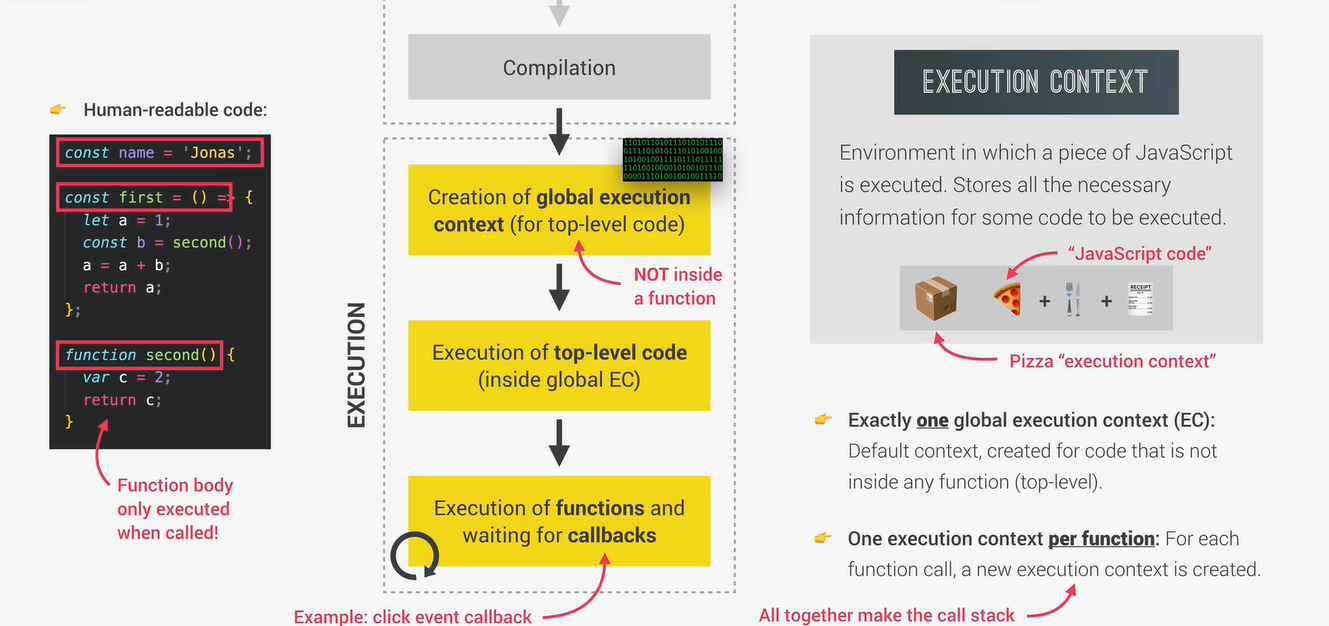 Human-readable code:
const name = 'Jonas';
const first = () => {
let a = 1;
const b = second();
a = a + b;
return a;
};
function second() {
var c = 2;
return c;
}
Function body
only executed
when called!
EXECUTION
Compilation
Creation of global execution
context (for top-level code)
NOT inside
a function
Execution of top-level code
(inside global EC)
Execution of functions and
waiting for callbacks
Example: click event callback
EXECUTION CONTEXT
Environment in which a piece of JavaScript
is executed. Stores all the necessary
information for some code to be executed.
“JavaScript code”
+ +
RECEIPT
Pizza “execution context”
Exactly one global execution context (EC):
Default context, created for code that is not
inside any function (top-level).
One execution context per function: For each
function call, a new execution context is created.
All together make the call stack